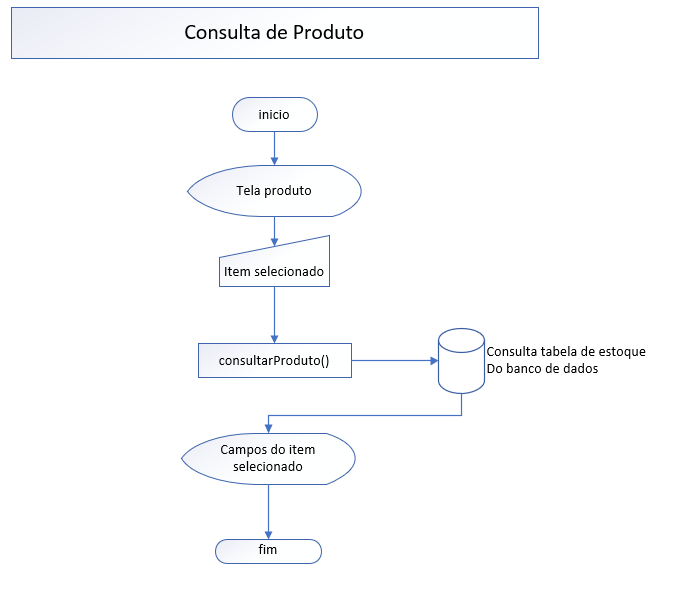 Consulta de Produto
inicio
Tela produto
Item selecionado
consultarProduto()
Consulta tabela de estoque
Do banco de dados
Campos do item
selecionado
fim